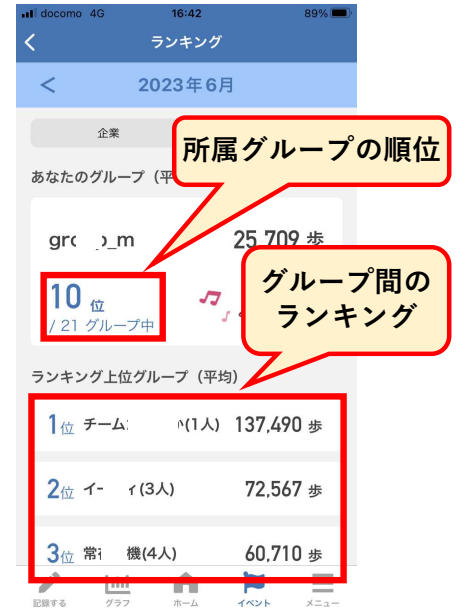 docomo 4G 16:42 89%
ランキング
2023年6月
企業
所属グループの順位
あなたのグループ（平
25,709 歩
10 位
/ 21 グループ中
グループ間の
ランキング
ランキング上位グループ（平均）
1位 チーム (1人) 137,490 歩
2位 (3人) 72,567 歩
3位 機(4人) 60,710 歩
記録する グラフ ホーム イベント メニュー